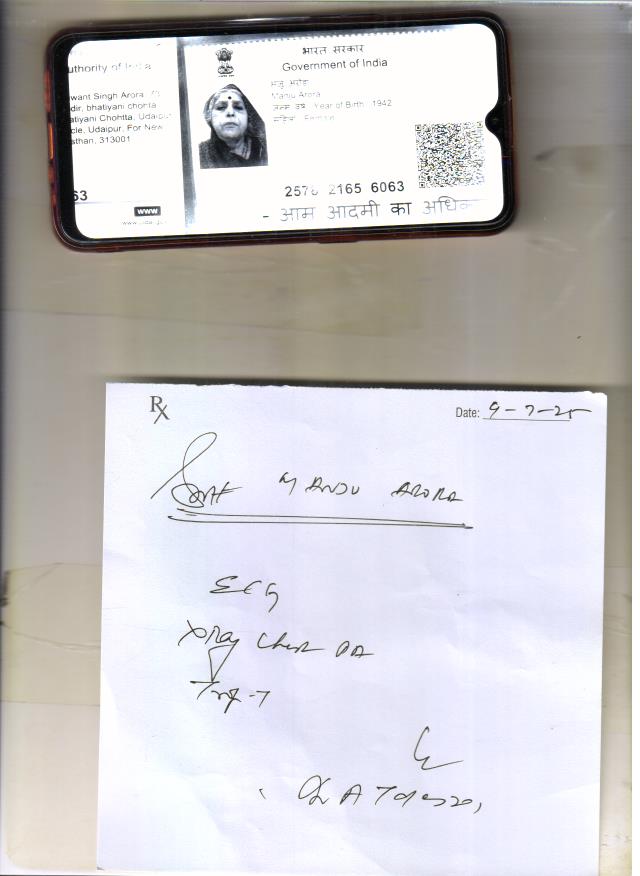 uthority of India
want Singh Arora, 73
dir, bhatiyani chohta
atiyani Chohtta, Udaipur
cle, Udaipur, For New
sthan, 313001
63
www
भारत सरकार
Government of India
मंजु अरोड़ा
Manju Arora
जन्म वर्ष Year of Birth : 1942
महिला Female
2576 2165 6063
- आम आदमी का अधिक
Rx
Date: 9-7-25
Smt MANJU ARORA
ECG
Xray Chest PA
Trop-T